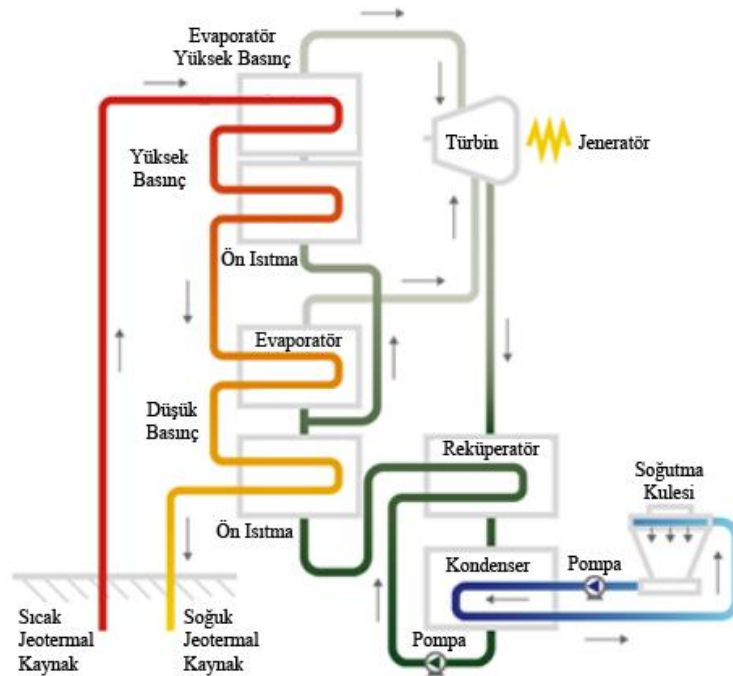 Evaporatör
Yüksek Basınç
Yüksek
Basınç
Türbin
Jeneratör
Ön Isıtma
Evaporatör
Düşük
Basınç
Reküperatör
Soğutma
Kulesi
Ön Isıtma
Kondenser
Pompa
Sıcak
Jeotermal
Kaynak
Soğuk
Jeotermal
Kaynak
Pompa